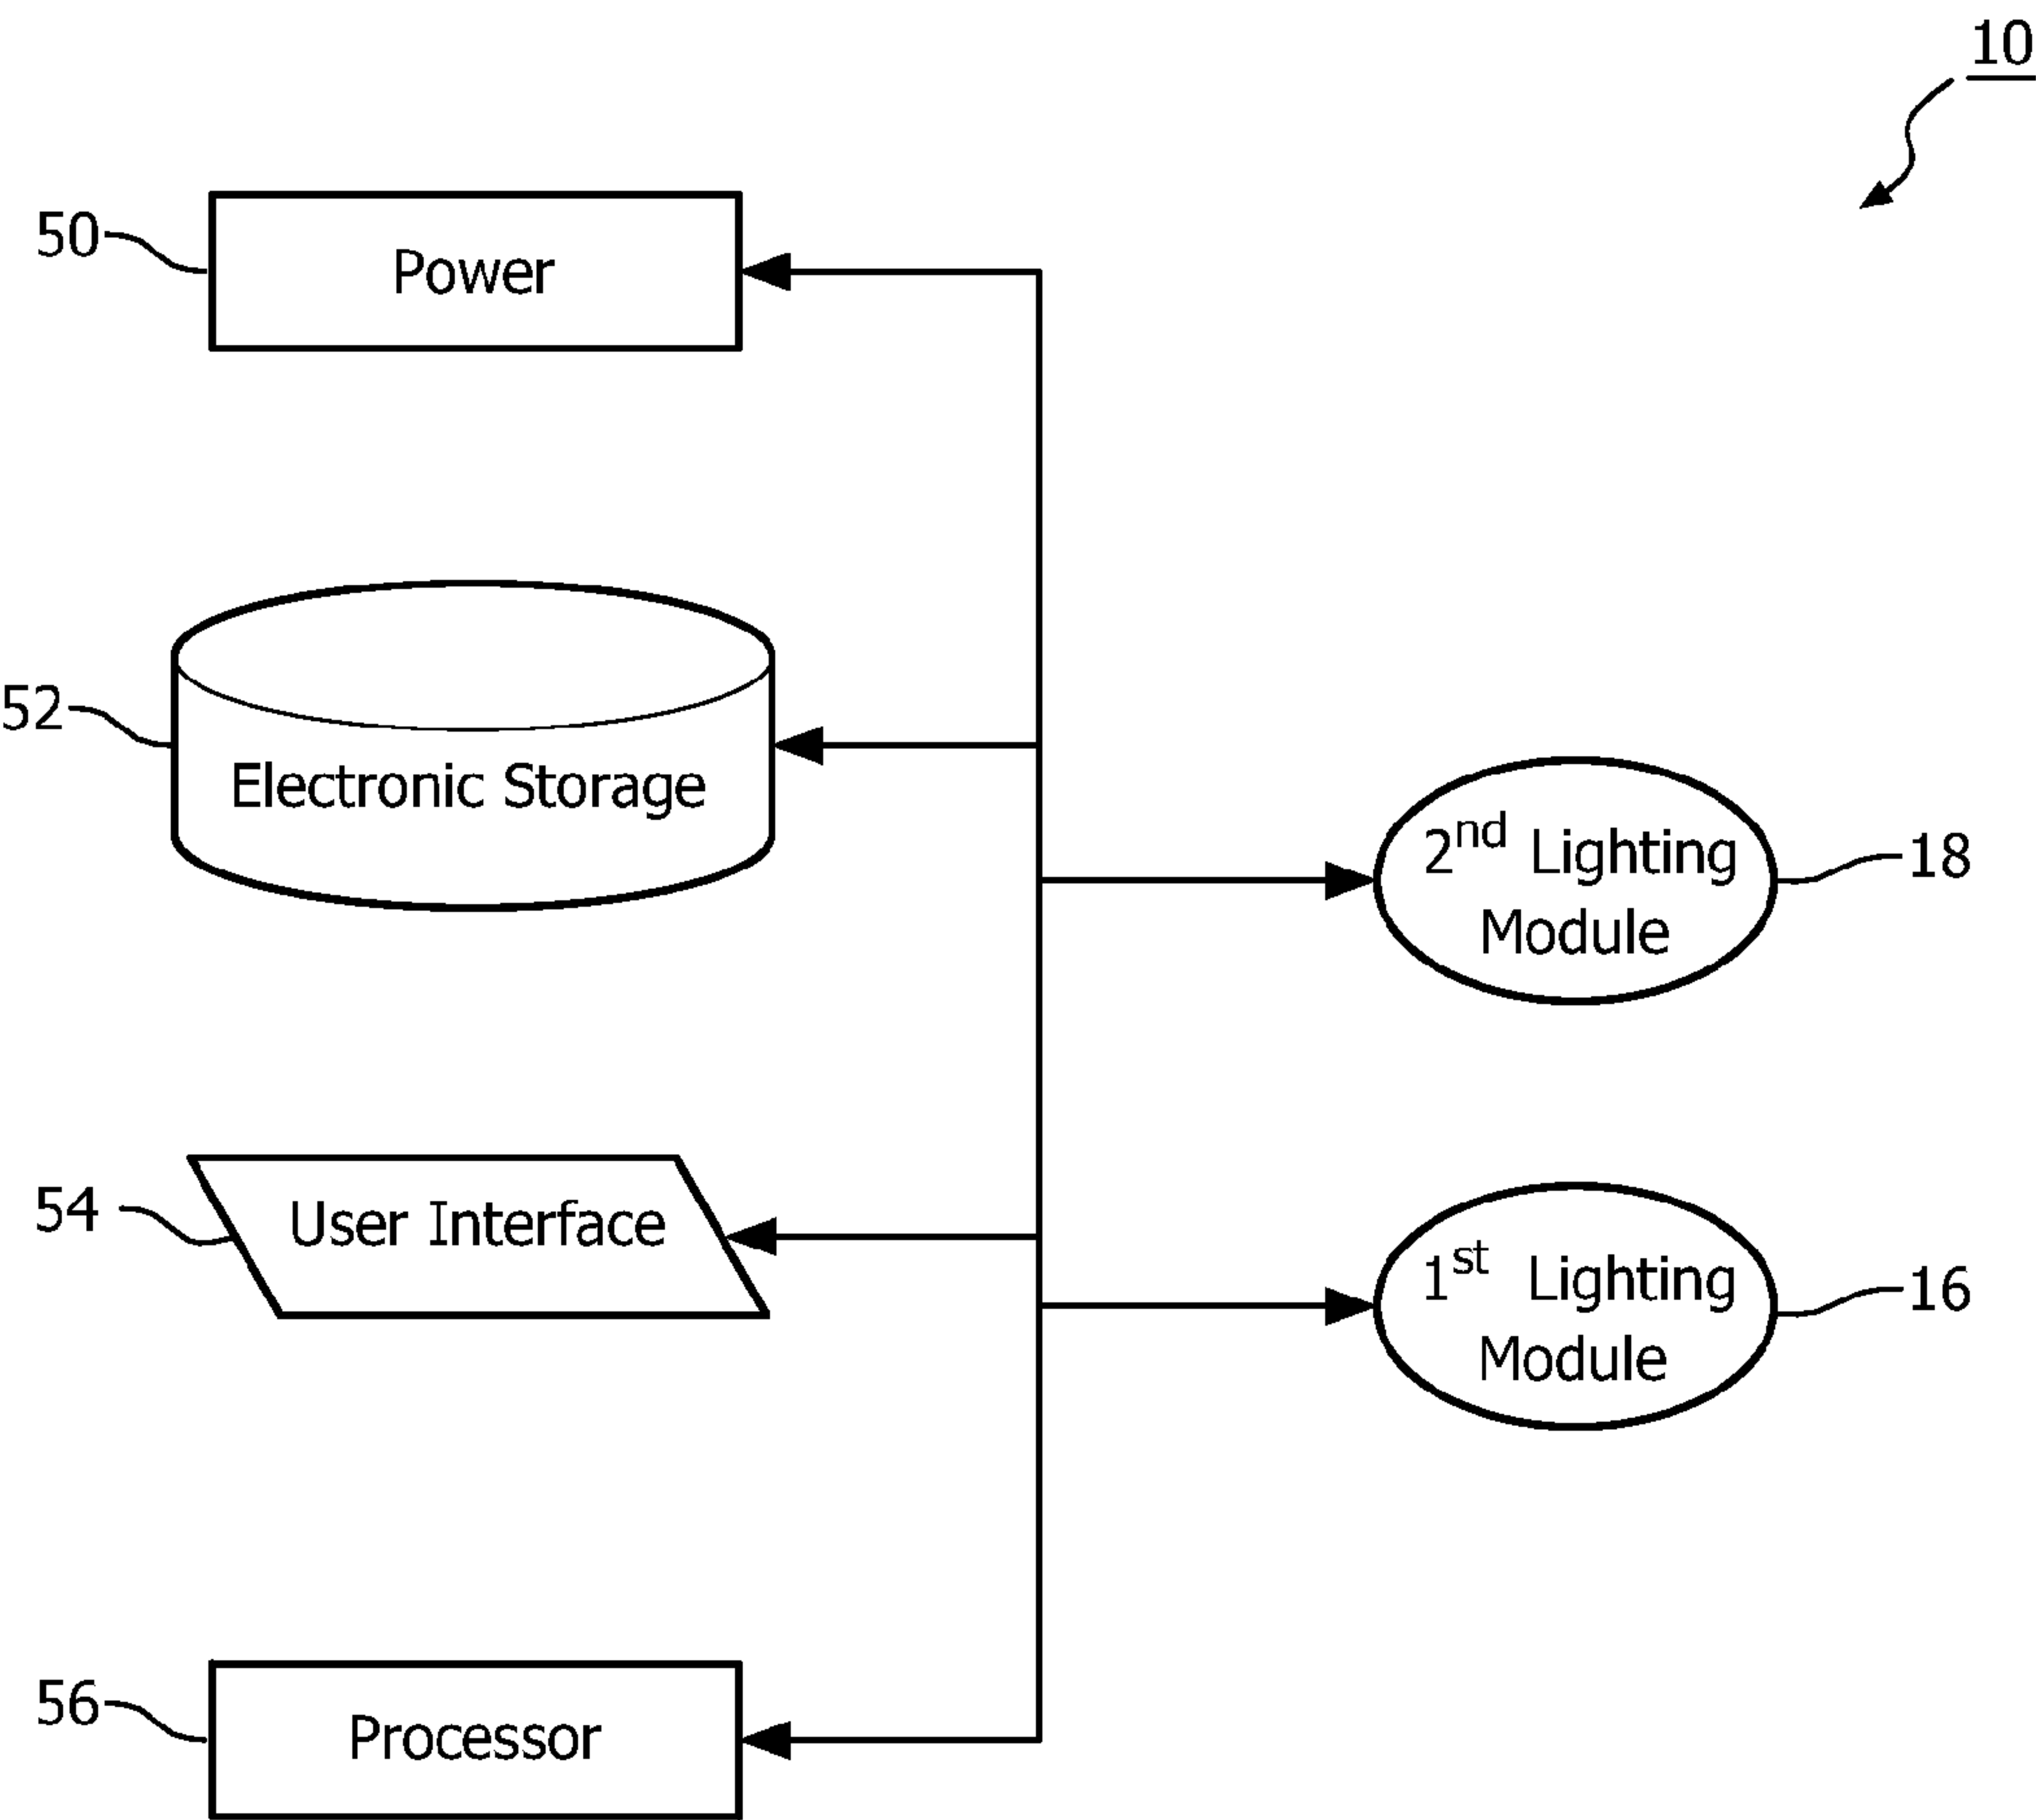 10
50
Power
52
Electronic Storage
2nd Lighting
Module
18
54
User Interface
1st Lighting
Module
16
56
Processor